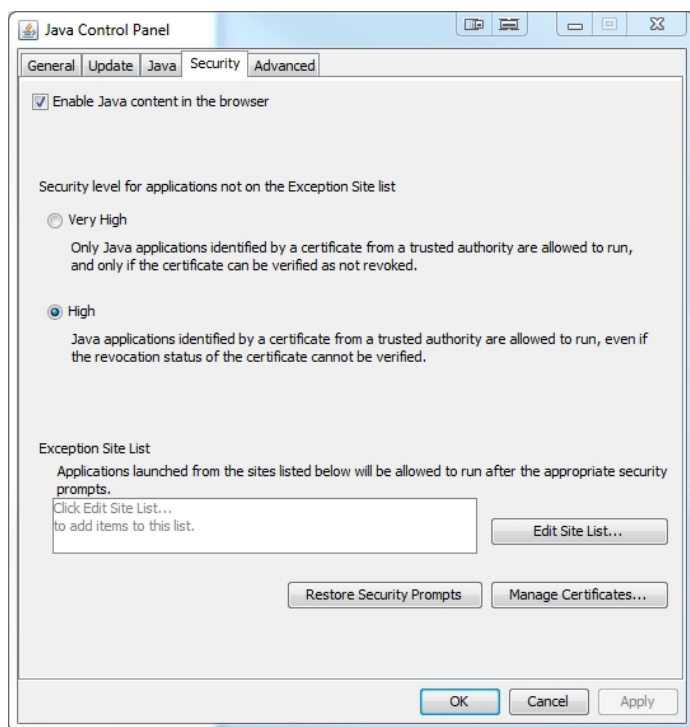 Java Control Panel
General Update Java Security Advanced
Enable Java content in the browser
Security level for applications not on the Exception Site list
Very High
Only Java applications identified by a certificate from a trusted authority are allowed to run,
and only if the certificate can be verified as not revoked.
High
Java applications identified by a certificate from a trusted authority are allowed to run, even if
the revocation status of the certificate cannot be verified.
Exception Site List
Applications launched from the sites listed below will be allowed to run after the appropriate security
prompts.
Click Edit Site List...
to add items to this list.
Edit Site List...
Restore Security Prompts Manage Certificates...
OK Cancel Apply